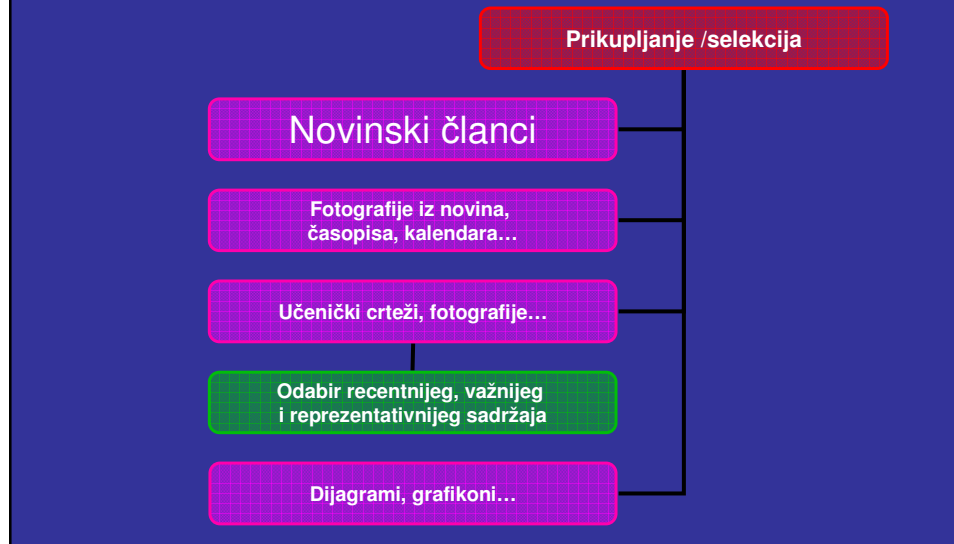 Prikupljanje /selekcija
Novinski članci
Fotografije iz novina,
časopisa, kalendara…
Učenički crteži, fotografije…
Odabir recentnijeg, važnijeg
i reprezentativnijeg sadržaja
Dijagrami, grafikoni…